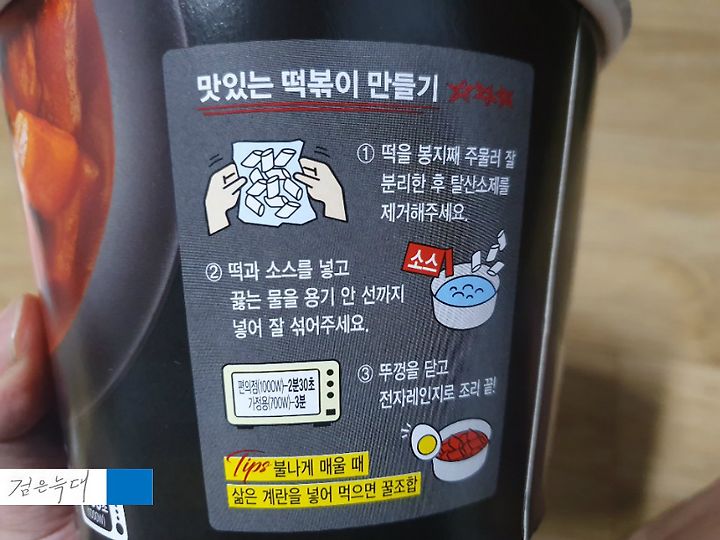 맛있는 떡볶이 만들기
① 떡을 봉지째 주물러 잘
분리한 후 탈산소제를
제거해주세요.
② 떡과 소스를 넣고
끓는 물을 용기 안 선까지
넣어 잘 섞어주세요.
소스
③ 뚜껑을 닫고
전자레인지로 조리 끝!
편의점(1000W)-2분30초
가정용(700W)-3분
Tips 불나게 매울 때
삶은 계란을 넣어 먹으면 꿀조합
검은늑대